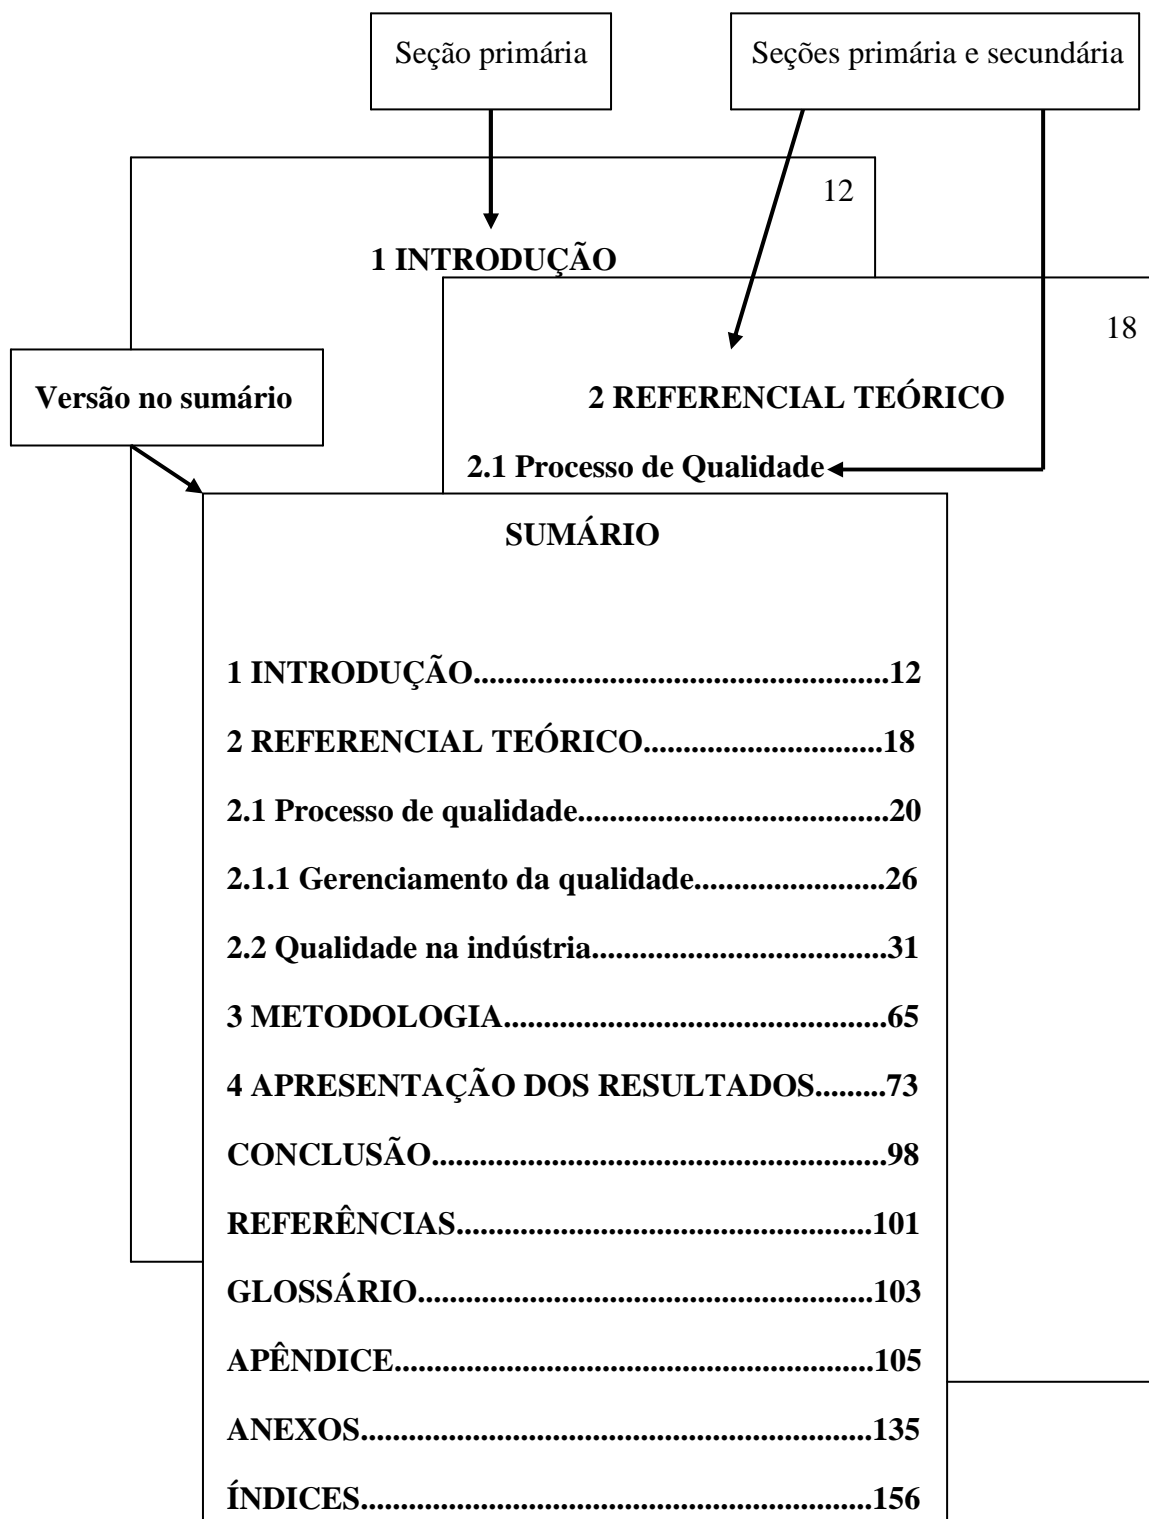 Seção primária
Seções primária e secundária
12
1 INTRODUÇÃO
18
Versão no sumário
2 REFERENCIAL TEÓRICO
2.1 Processo de Qualidade
SUMÁRIO
1 INTRODUÇÃO..................................................12
2 REFERENCIAL TEÓRICO.............................18
2.1 Processo de qualidade.....................................20
2.1.1 Gerenciamento da qualidade.......................26
2.2 Qualidade na indústria...................................31
3 METODOLOGIA..............................................65
4 APRESENTAÇÃO DOS RESULTADOS.........73
CONCLUSÃO.......................................................98
REFERÊNCIAS..................................................101
GLOSSÁRIO.......................................................103
APÊNDICE..........................................................105
ANEXOS..............................................................135
ÍNDICES..............................................................156